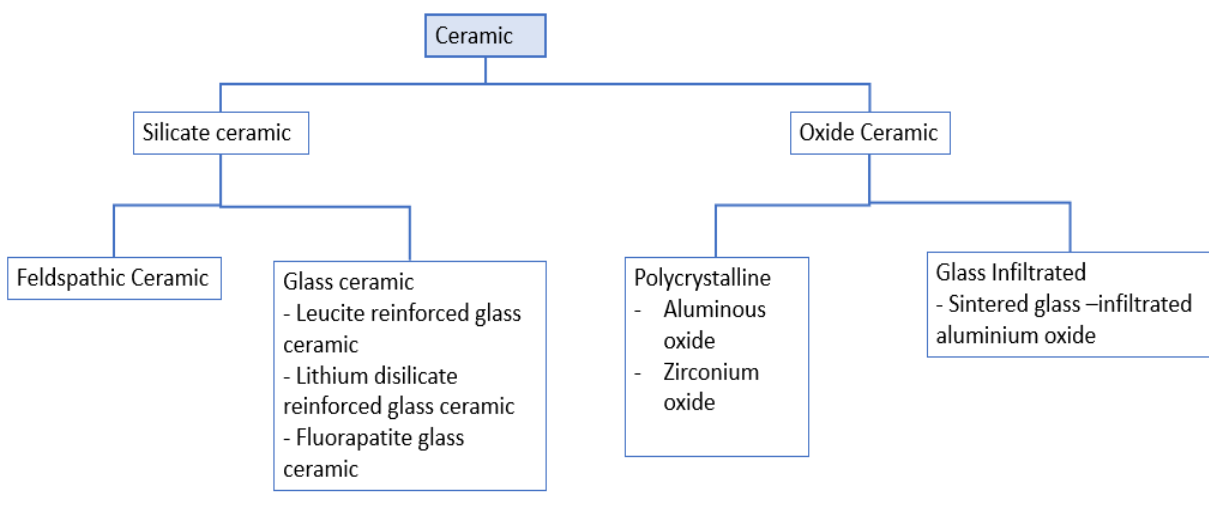 Ceramic
Silicate ceramic
Oxide Ceramic
Feldspathic Ceramic
Glass ceramic
- Leucite reinforced glass
ceramic
- Lithium disilicate
reinforced glass ceramic
- Fluorapatite glass
ceramic
Polycrystalline
- Aluminous
oxide
- Zirconium
oxide
Glass Infiltrated
- Sintered glass –infiltrated
aluminium oxide